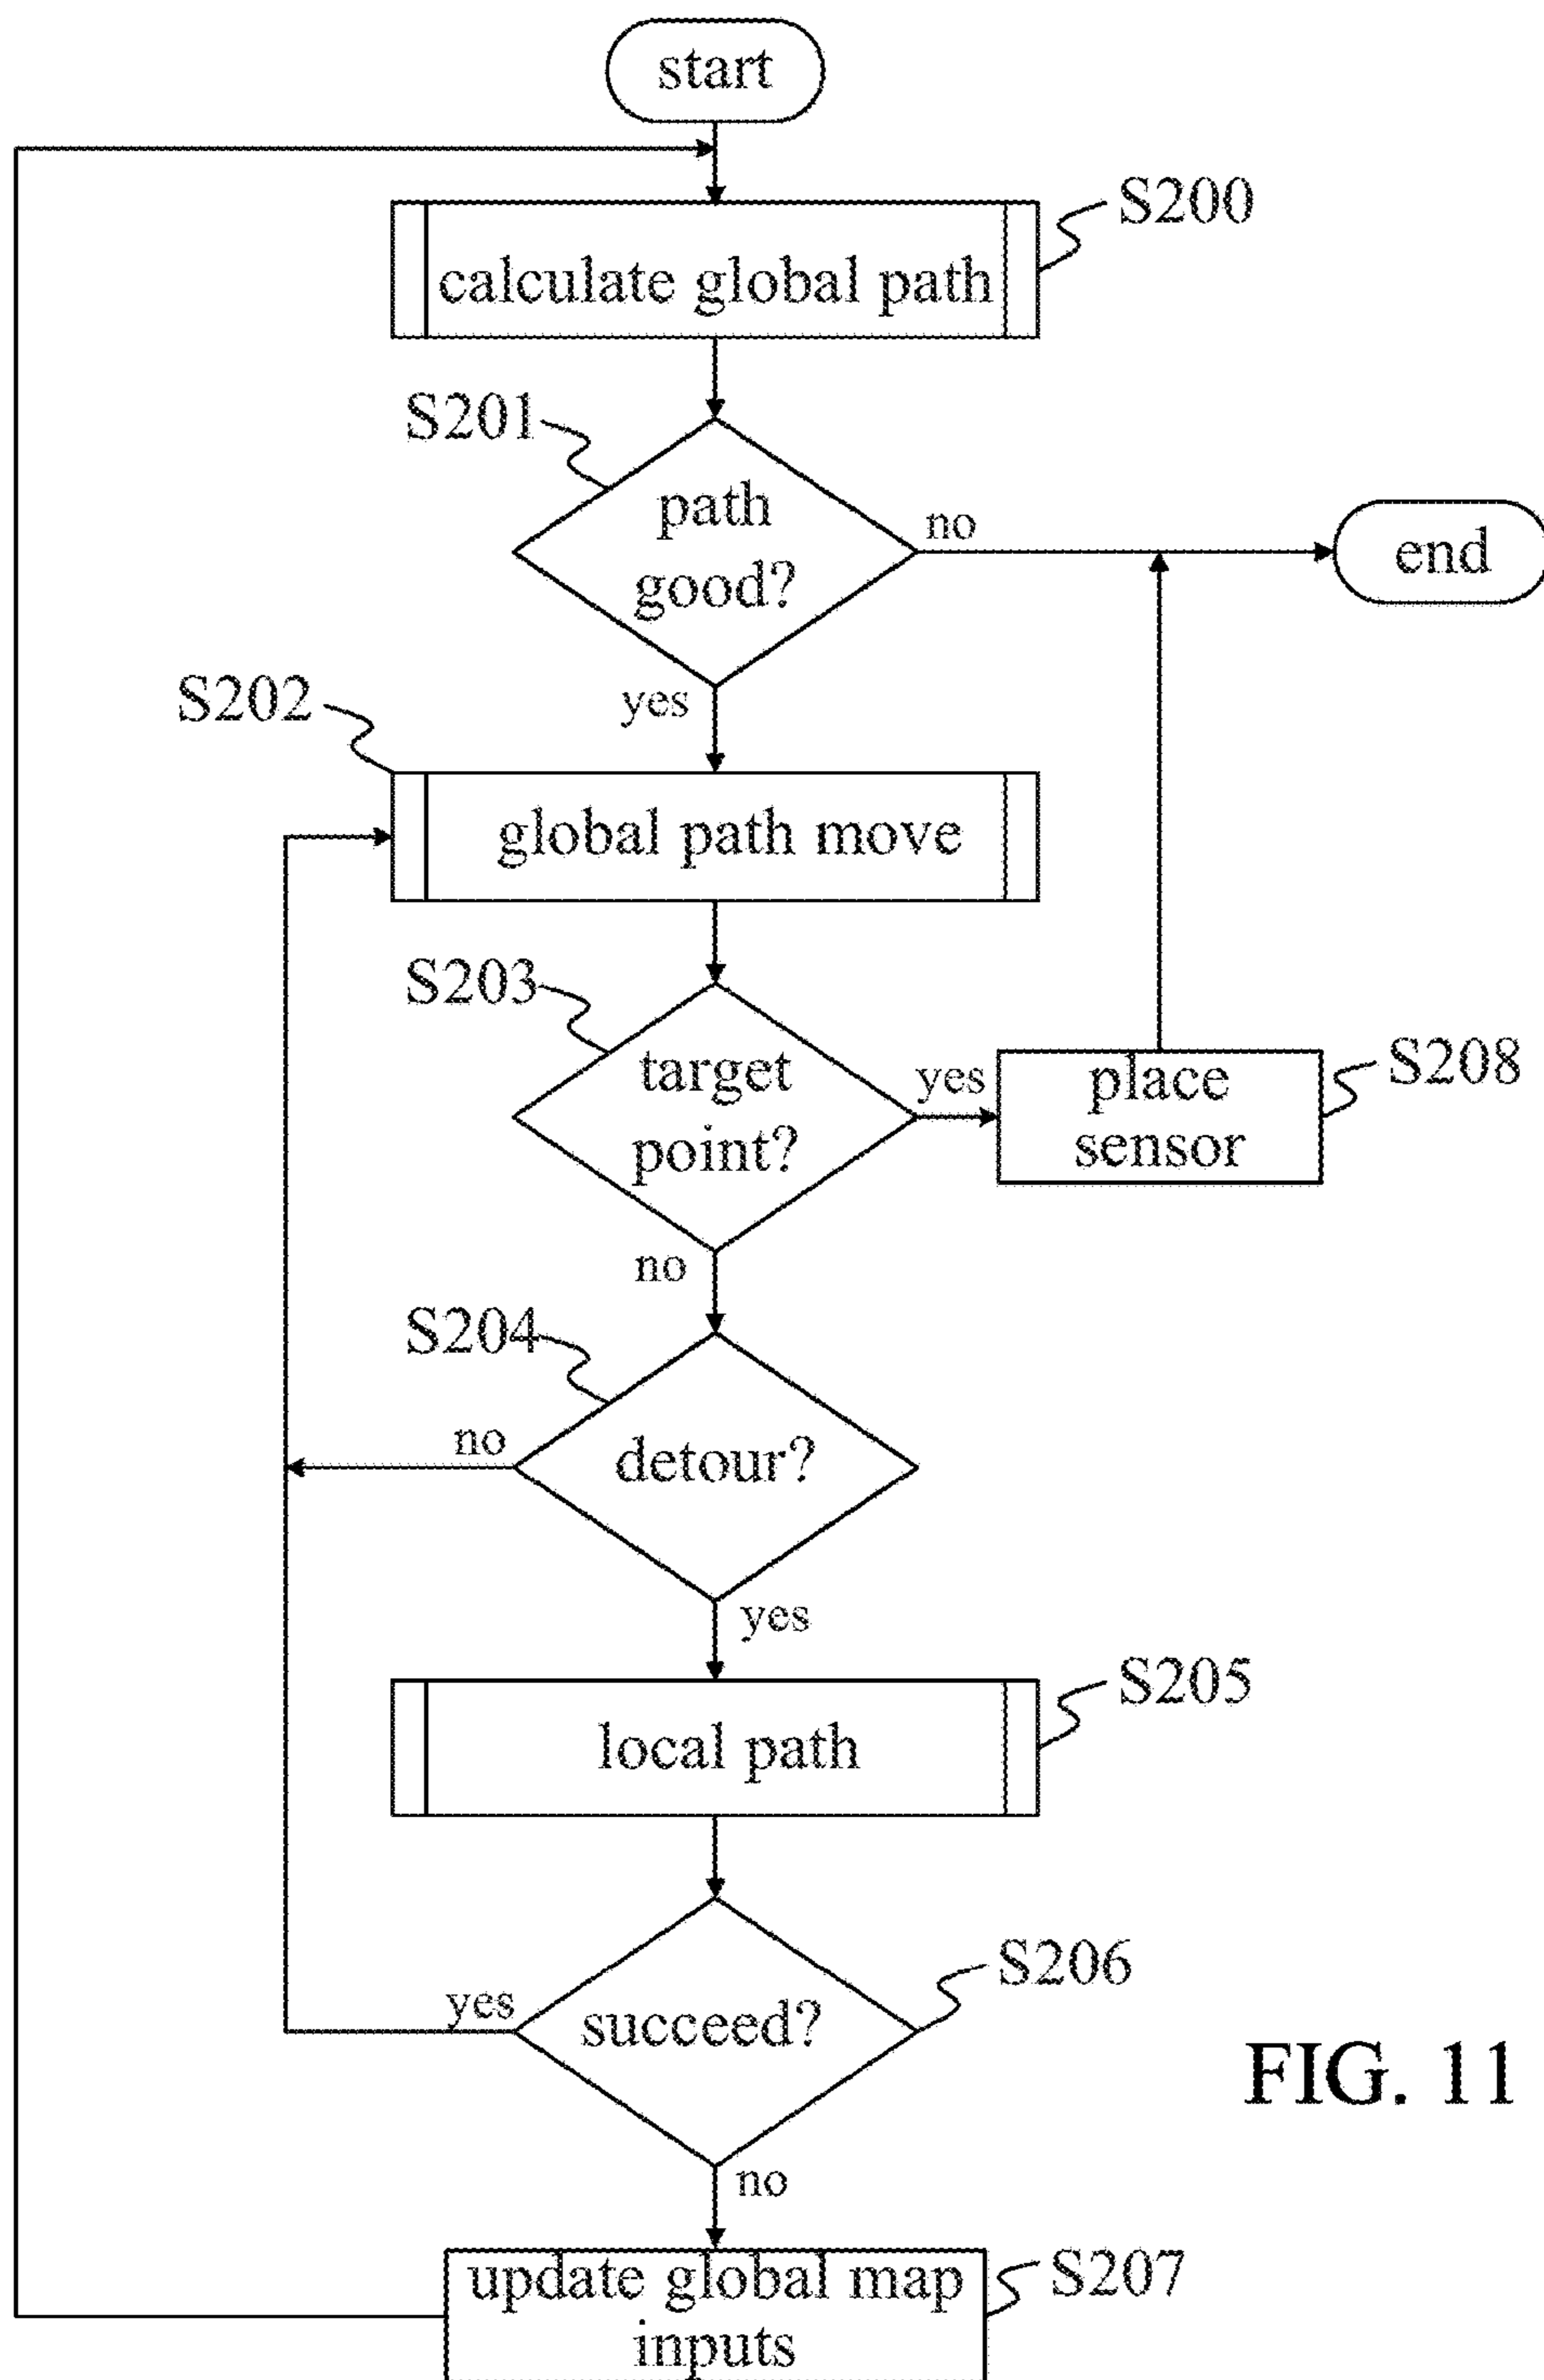 start
S200
calculate global path
S201
path
good?
no
end
yes
S202
global path move
S203
target
point?
yes
place
sensor
S208
no
S204
no
detour?
yes
S205
local path
S206
yes
succeed?
FIG. 11
no
update global map
inputs
S207